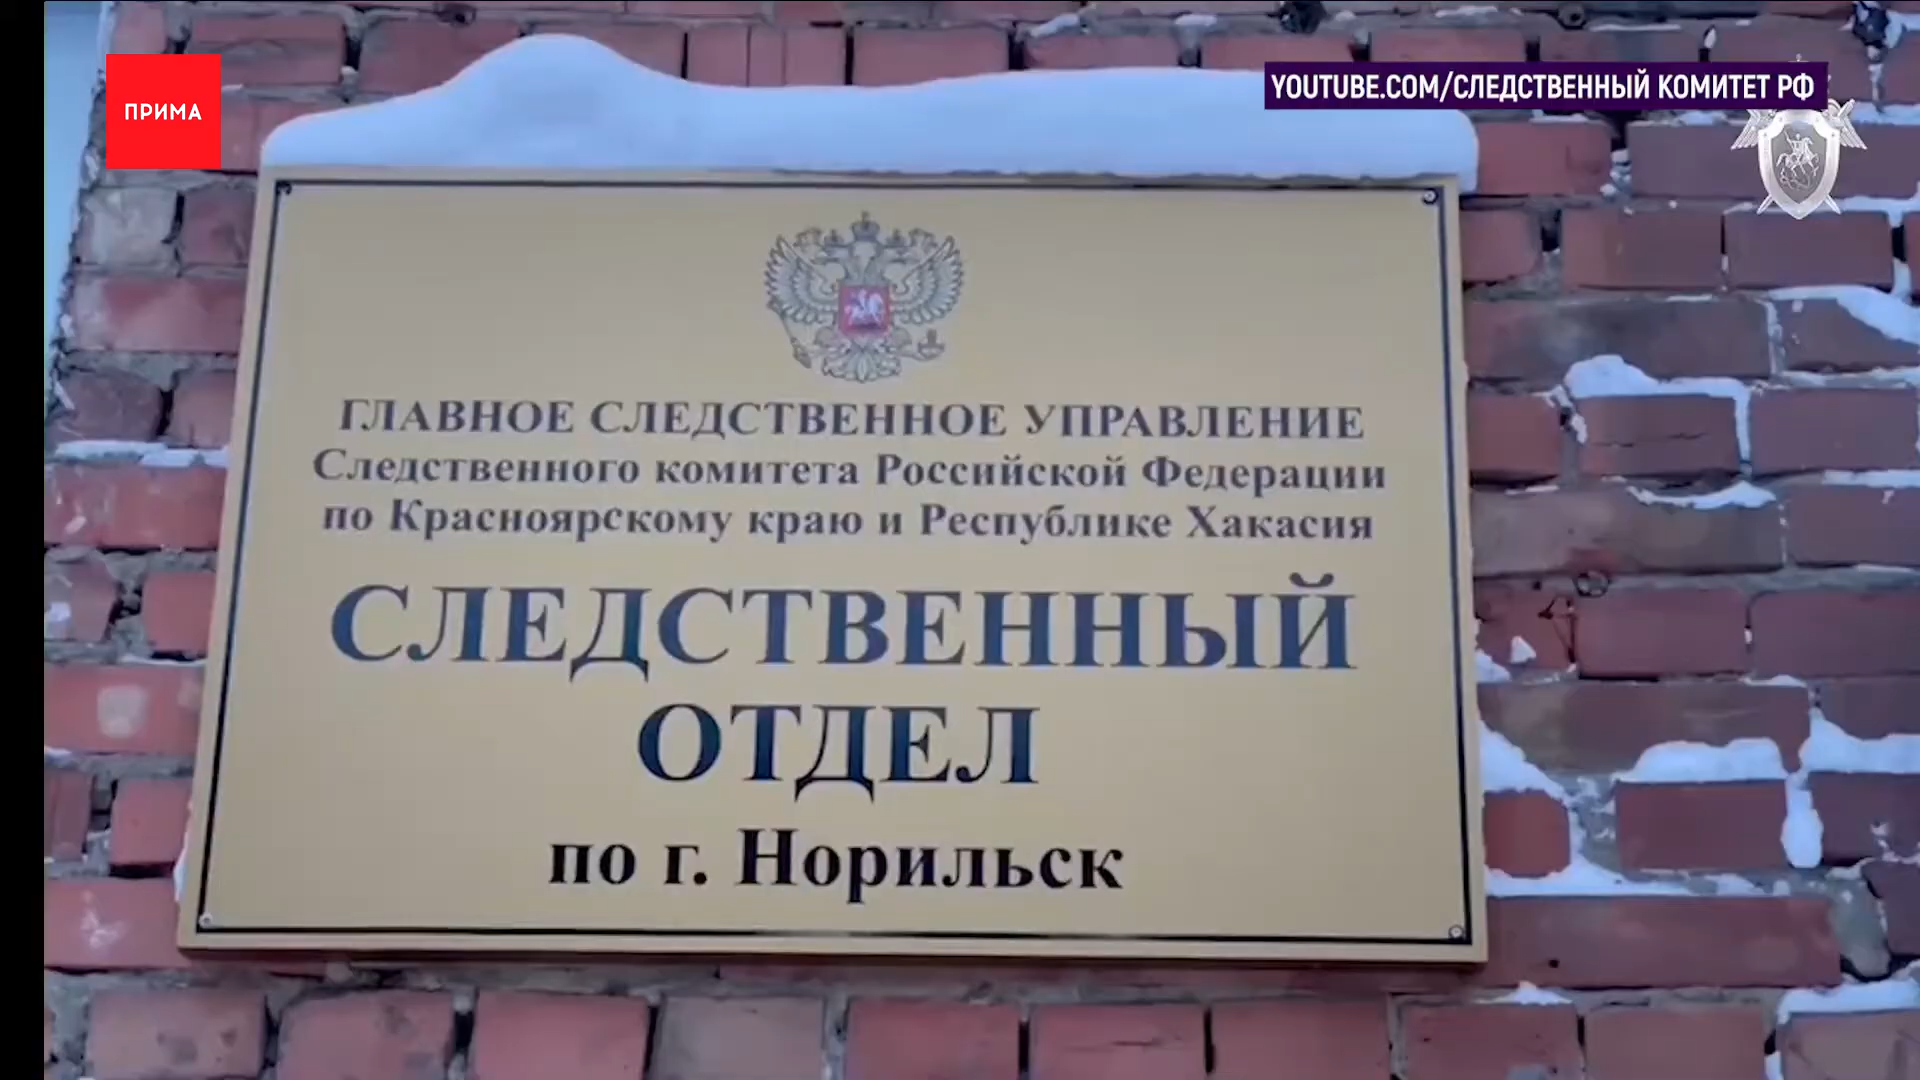 ПРИМА
YOUTUBE.COM/СЛЕДСТВЕННЫЙ КОМИТЕТ РФ
ГЛАВНОЕ СЛЕДСТВЕННОЕ УПРАВЛЕНИЕ
Следственного комитета Российской Федерации
по Красноярскому краю и Республике Хакасия
СЛЕДСТВЕННЫЙ
ОТДЕЛ
по г. Норильск